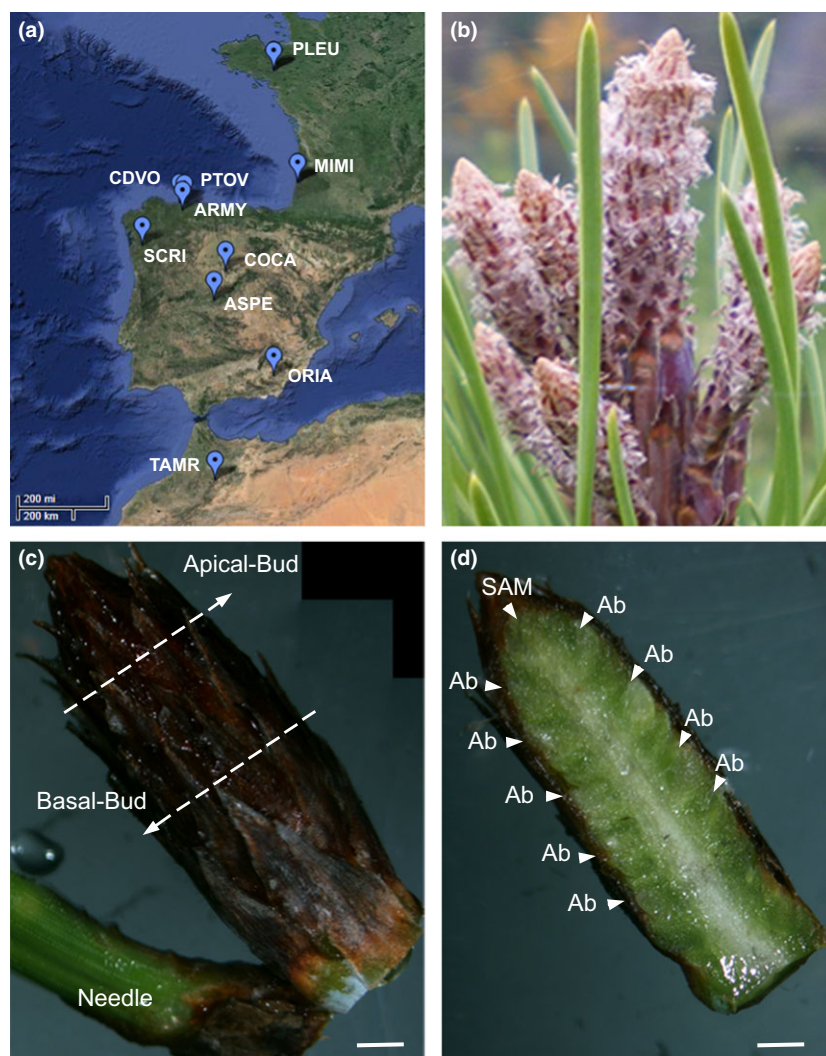 (a)
PLEU
MIMI
CDVO PTOV
ARMY
SCRI
COCA
ASPE
ORIA
TAMR
200 mi
200 km
(b)
(c)
Apical-Bud
Basal-Bud
Needle
(d)
SAM
Ab
Ab
Ab
Ab
Ab
Ab
Ab
Ab
Ab